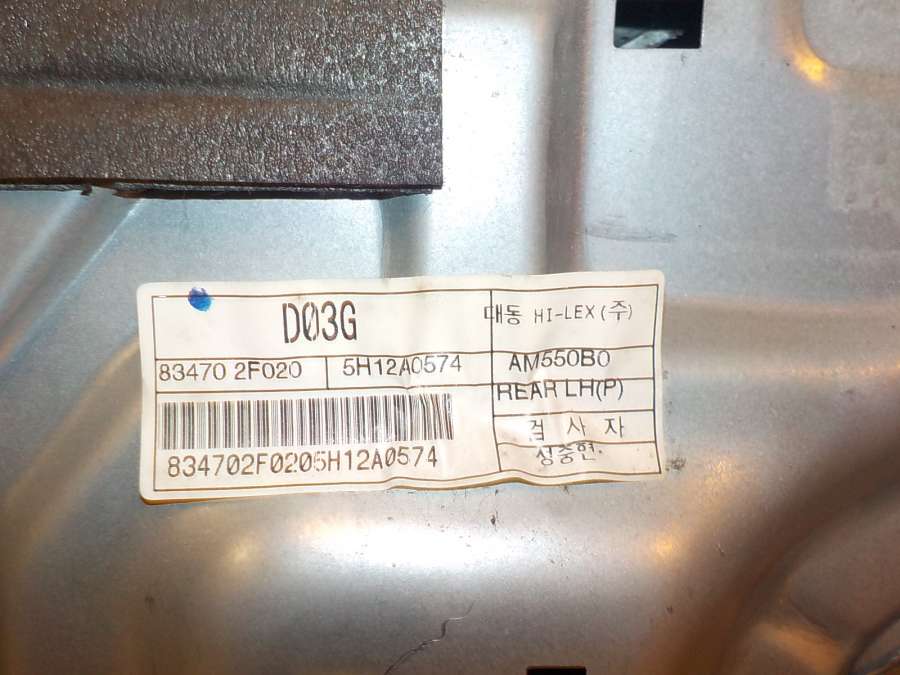 D03G
대동 HI-LEX(주)
83470 2F020
5H12A0574
AM550B0
REAR LH(P)
834702F0205H12A0574
검 사 자
성중현.